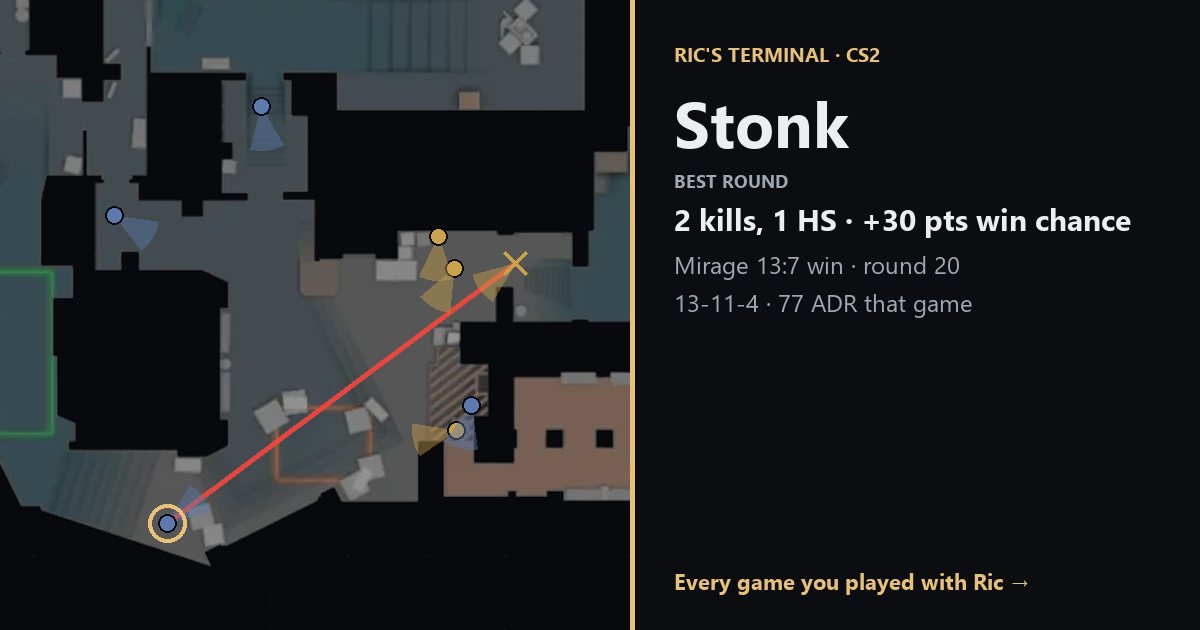 RIC'S TERMINAL · CS2
Stonk
BEST ROUND
2 kills, 1 HS · +30 pts win chance
Mirage 13:7 win · round 20
13-11-4 · 77 ADR that game
Every game you played with Ric →